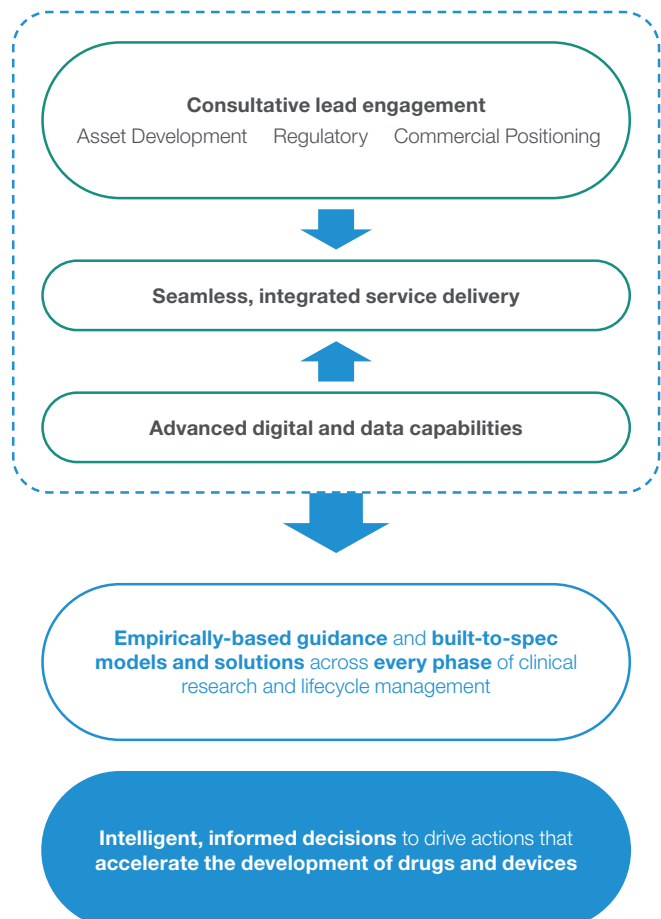 Consultative lead engagement
Asset Development Regulatory Commercial Positioning
Seamless, integrated service delivery
Advanced digital and data capabilities
Empirically-based guidance and built-to-spec
models and solutions across every phase of clinical
research and lifecycle management
Intelligent, informed decisions to drive actions that
accelerate the development of drugs and devices